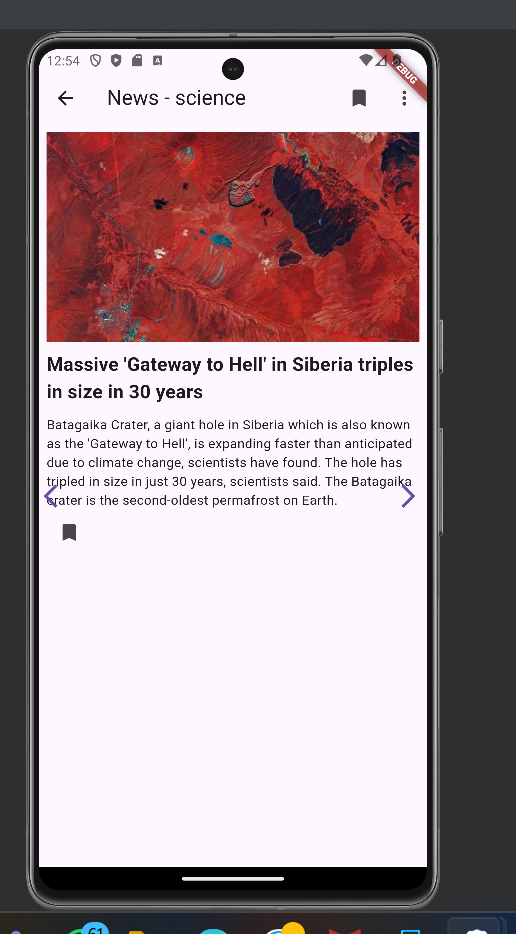 12:54
A
DEBUG
News - science
Massive 'Gateway to Hell' in Siberia triples
in size in 30 years
Batagaika Crater, a giant hole in Siberia which is also known
as the 'Gateway to Hell', is expanding faster than anticipated
due to climate change, scientists have found. The hole has
tripled in size in just 30 years, scientists said. The Batagaika
crater is the second-oldest permafrost on Earth.
61